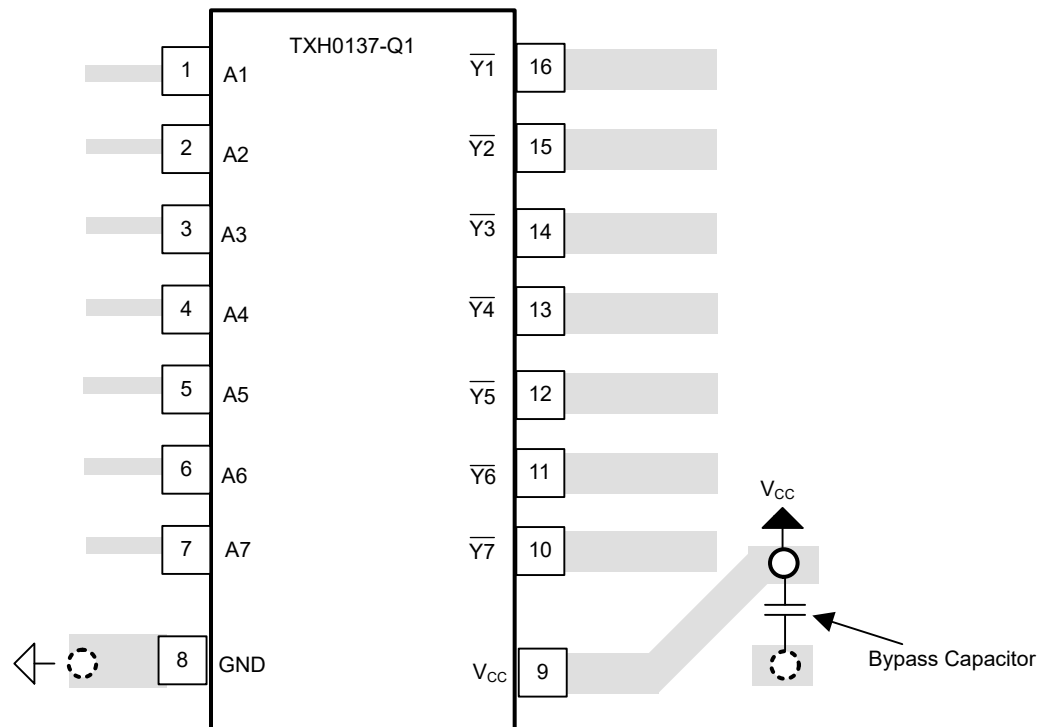 TXH0137-Q1
1 A1 Y1 16
2 A2 Y2 15
3 A3 Y3 14
4 A4 Y4 13
5 A5 Y5 12
6 A6 Y6 11
7 A7 Y7 10
8 GND VCC 9
VCC
Bypass Capacitor